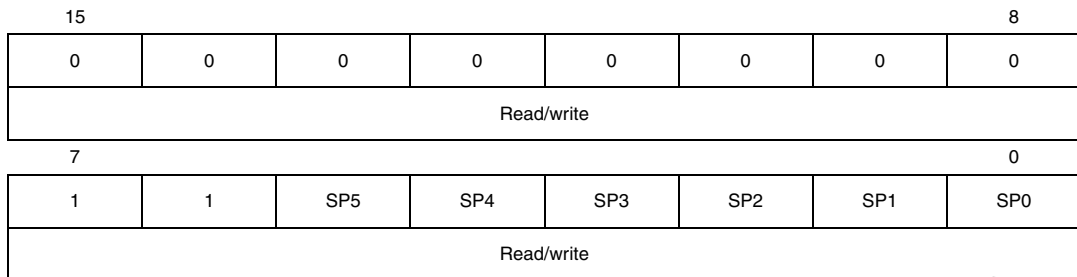 15 8
0 0 0 0 0 0 0 0
Read/write
7 0
1 1 SP5 SP4 SP3 SP2 SP1 SP0
Read/write